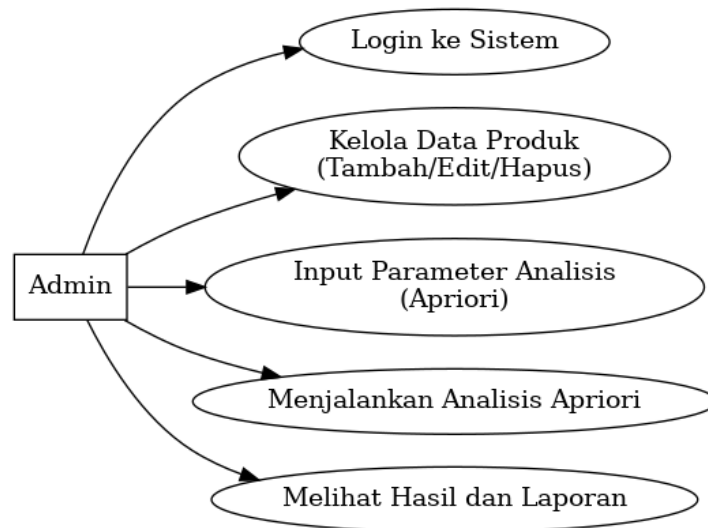 Login ke Sistem
Kelola Data Produk
(Tambah/Edit/Hapus)
Admin
Input Parameter Analisis
(Apriori)
Menjalankan Analisis Apriori
Melihat Hasil dan Laporan